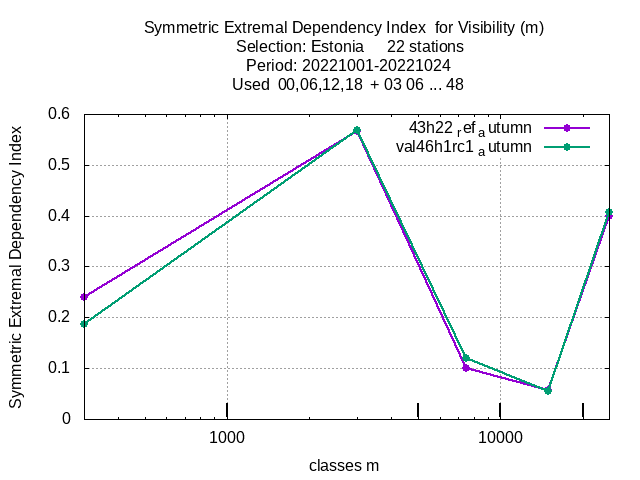 Symmetric Extremal Dependency Index for Visibility (m)
Selection: Estonia 22 stations
Period: 20221001-20221024
Used 00,06,12,18 + 03 06 ... 48
43h22 ref a utumn
val46h1rc1 a utumn
Symmetric Extremal Dependency Index
0.6
0.5
0.4
0.3
0.2
0.1
0
1000 10000
classes m